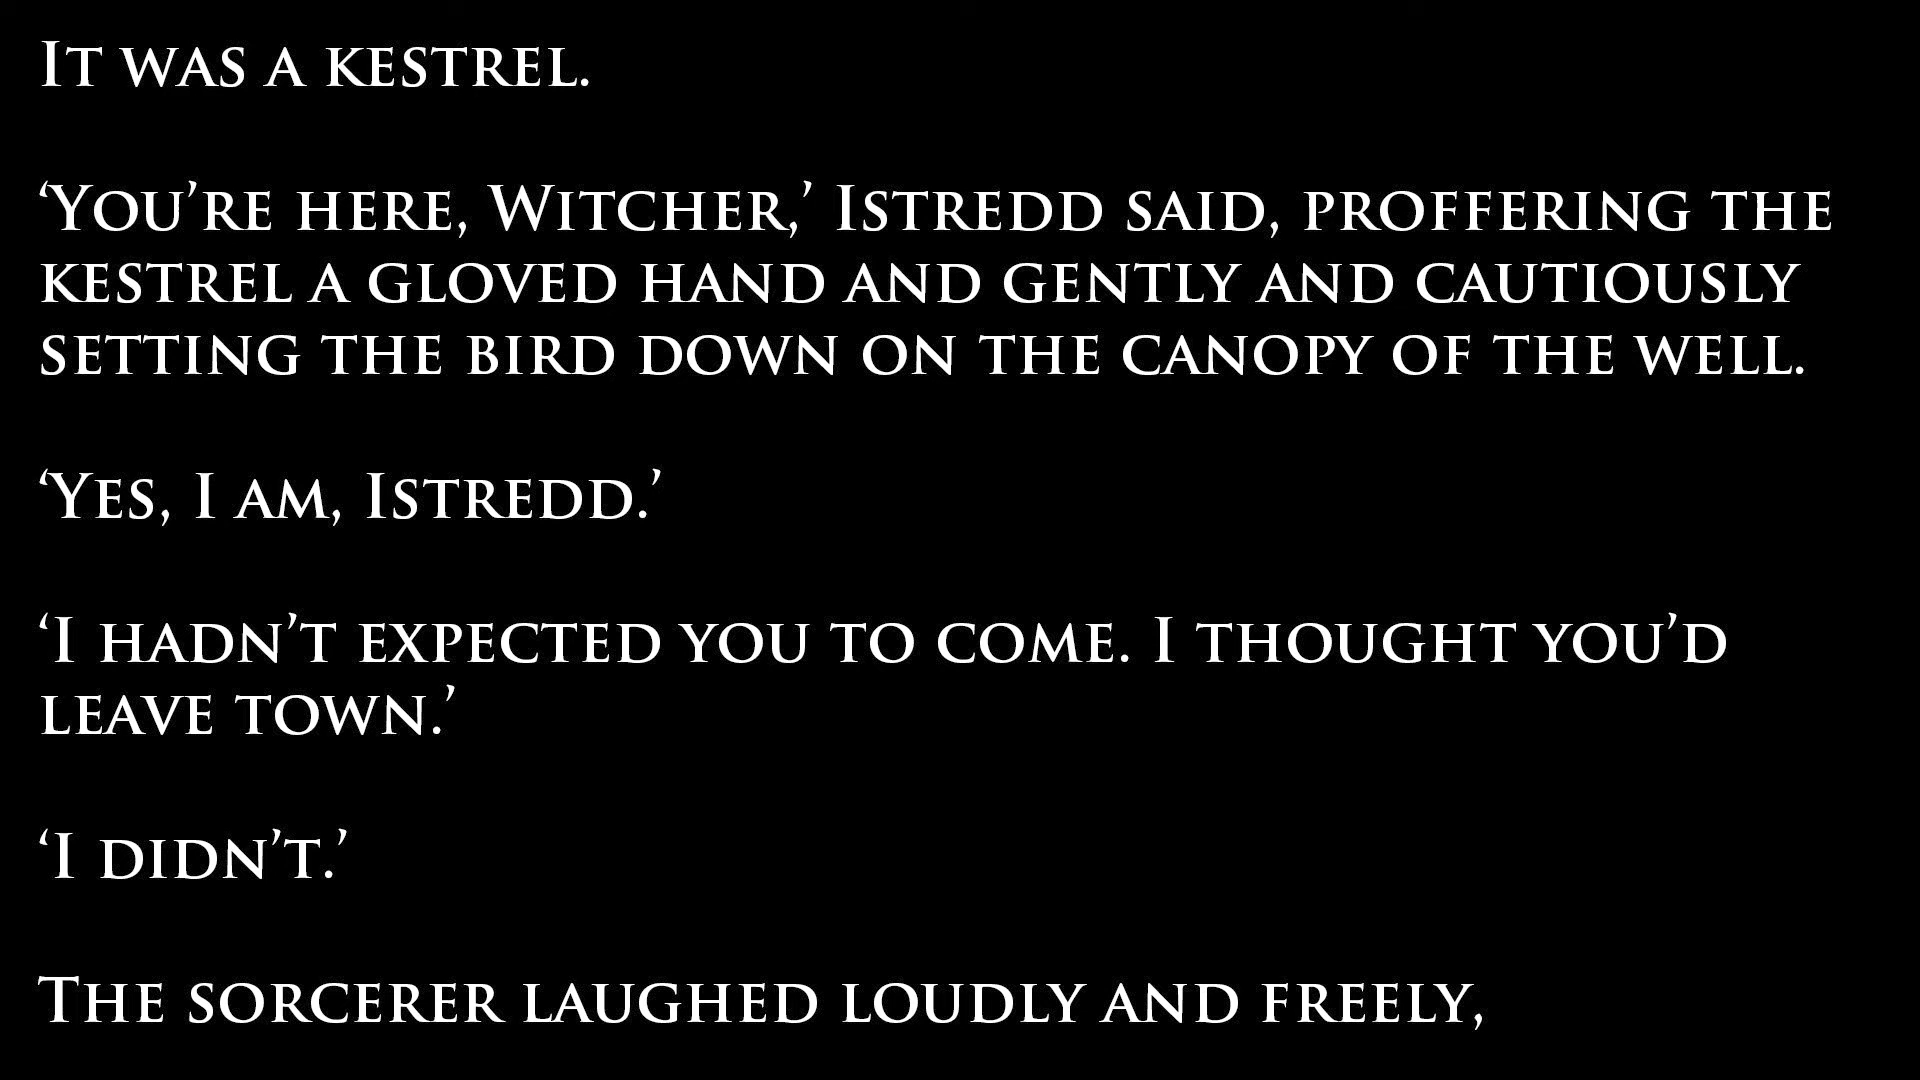 It was a kestrel.
‘You’re here, Witcher,’ Istredd said, proffering the
kestrel a gloved hand and gently and cautiously
setting the bird down on the canopy of the well.
‘Yes, I am, Istredd.’
‘I hadn’t expected you to come. I thought you’d
leave town.’
‘I didn’t.’
The sorcerer laughed loudly and freely,